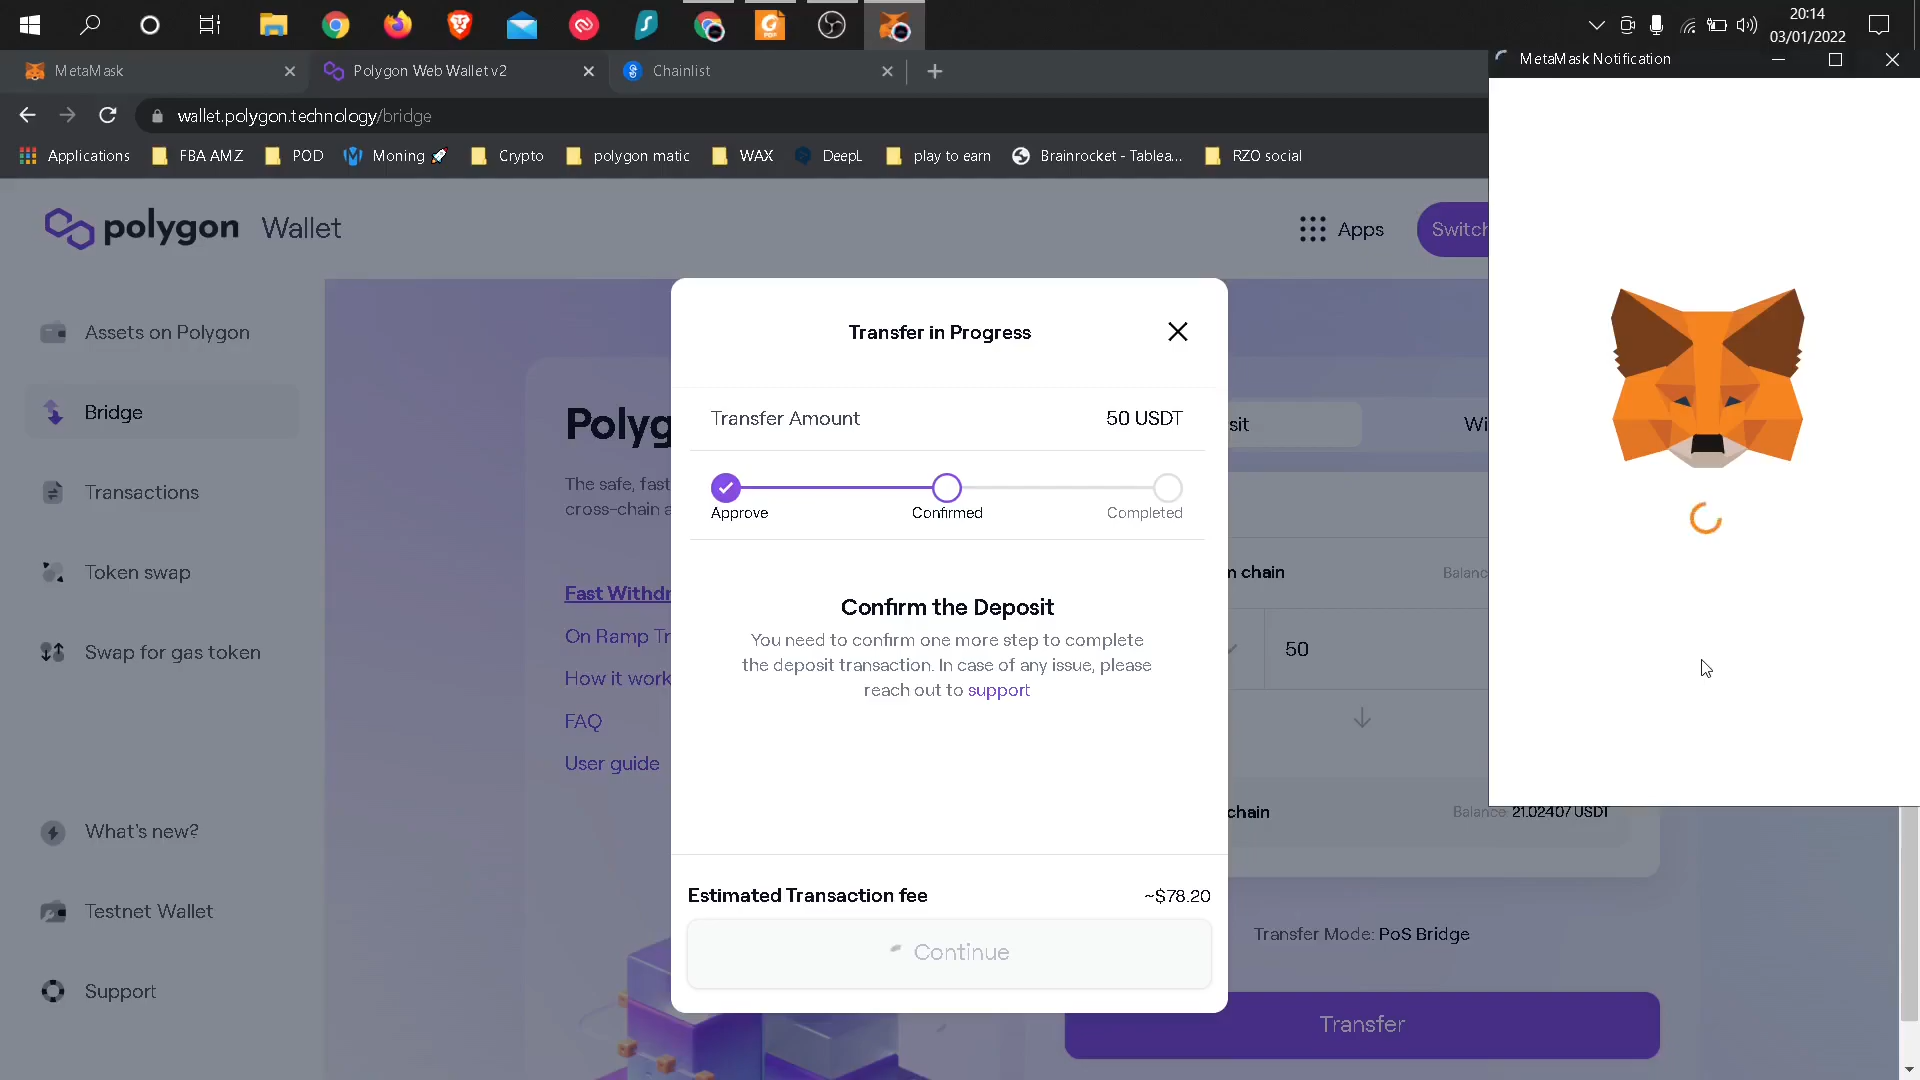 20:14
03/01/2022
MetaMask
Polygon Web Wallet v2
Chainlist
MetaMask Notification
wallet.polygon.technology/bridge
Applications
FBA AMZ
POD
Moning
Crypto
polygon matic
WAX
DeepL
play to earn
Brainrocket - Tablea...
RZO social
polygon Wallet
Apps
Switch
Assets on Polygon
Bridge
Transactions
Token swap
Swap for gas token
What's new?
Testnet Wallet
Support
Polyg
The safe, fast
cross-chain a
Fast Withdr
On Ramp Tr
How it work
FAQ
User guide
Transfer in Progress
Transfer Amount
50 USDT
Approve
Confirmed
Completed
Confirm the Deposit
You need to confirm one more step to complete
the deposit transaction. In case of any issue, please
reach out to support
Estimated Transaction fee
~$78.20
Continue
sit
Wi
n chain
Balanc
50
chain
Balance 21.02407 USDT
Transfer Mode: PoS Bridge
Transfer